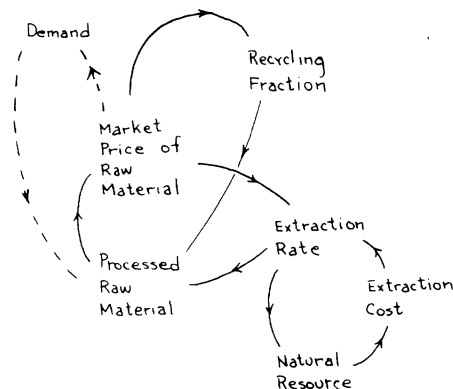 Demand
Recycling
Fraction
Market
Price of
Raw
Material
Extraction
Rate
Processed
Raw
Material
Extraction
Cost
Natural
Resource